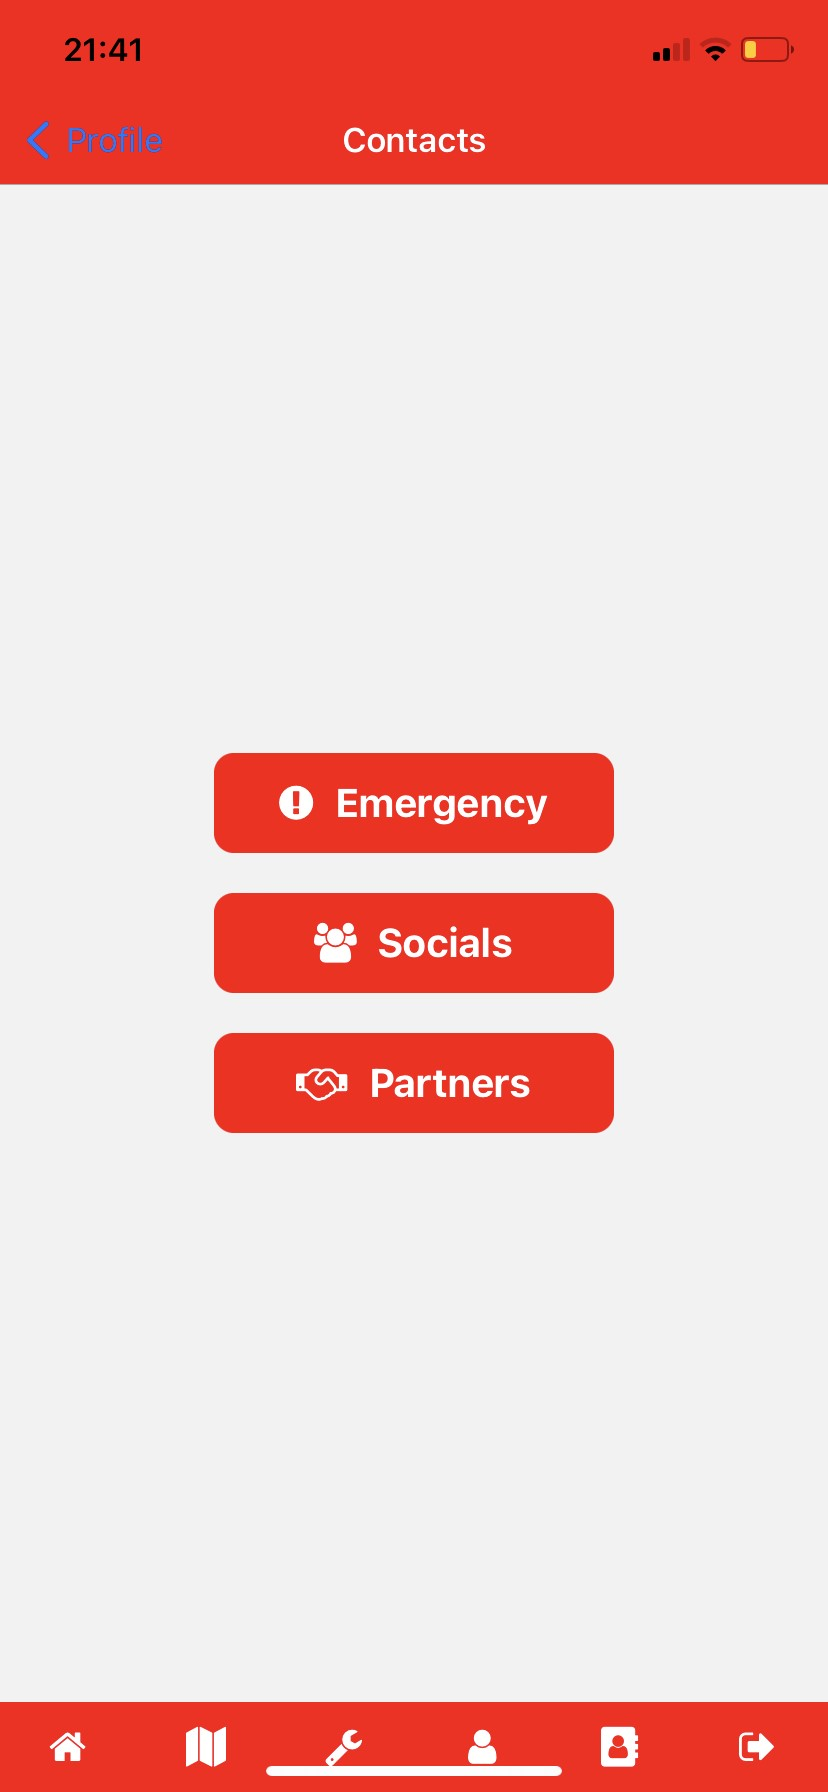 21:41
Profile
Contacts
Emergency
Socials
Partners